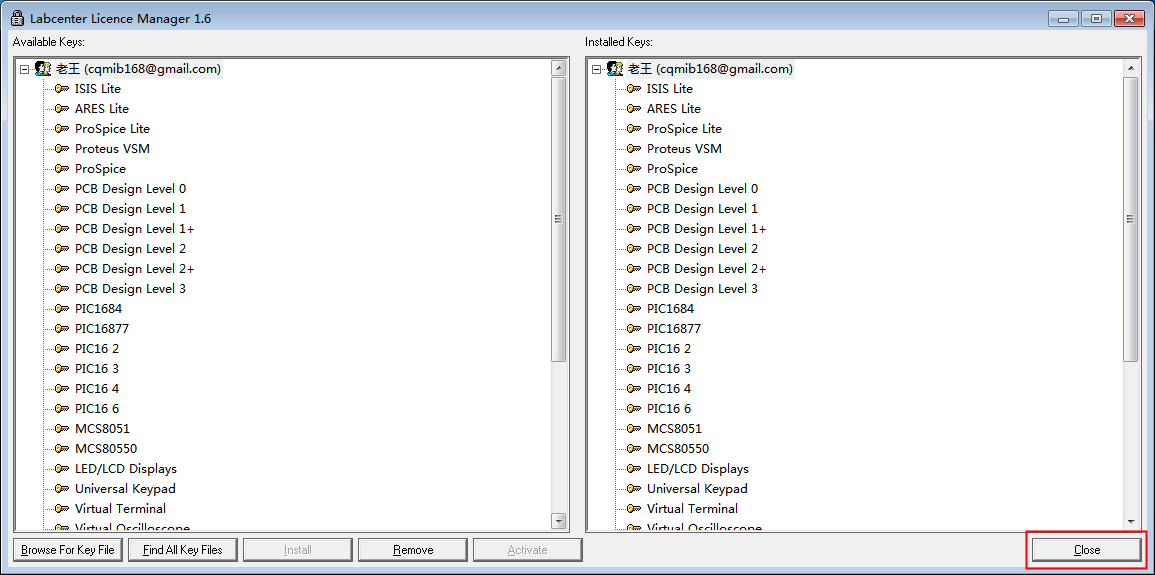 Labcenter Licence Manager 1.6
Available Keys:
老王 (cqmib168@gmail.com)
ISIS Lite
ARES Lite
ProSpice Lite
Proteus VSM
ProSpice
PCB Design Level 0
PCB Design Level 1
PCB Design Level 1+
PCB Design Level 2
PCB Design Level 2+
PCB Design Level 3
PIC1684
PIC16877
PIC16 2
PIC16 3
PIC16 4
PIC16 6
MCS8051
MCS80550
LED/LCD Displays
Universal Keypad
Virtual Terminal
Virtual Oscilloscope
Installed Keys:
老王 (cqmib168@gmail.com)
ISIS Lite
ARES Lite
ProSpice Lite
Proteus VSM
ProSpice
PCB Design Level 0
PCB Design Level 1
PCB Design Level 1+
PCB Design Level 2
PCB Design Level 2+
PCB Design Level 3
PIC1684
PIC16877
PIC16 2
PIC16 3
PIC16 4
PIC16 6
MCS8051
MCS80550
LED/LCD Displays
Universal Keypad
Virtual Terminal
Virtual Oscilloscope
Browse For Key File
Find All Key Files
Install
Remove
Activate
Close